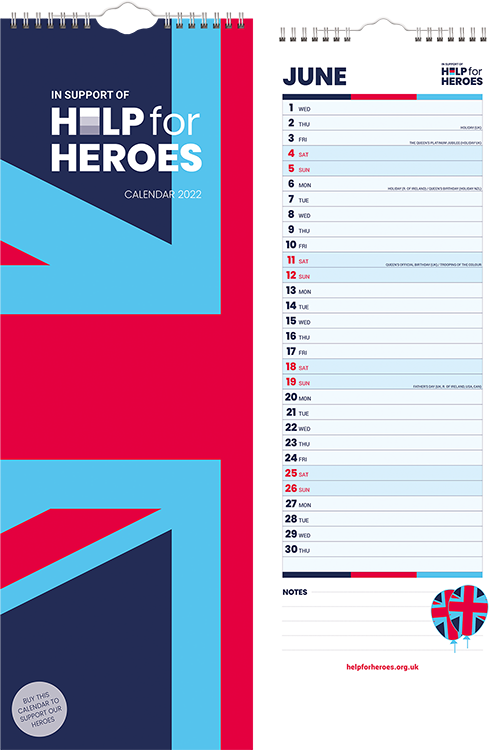 IN SUPPORT OF
HELP for
HEROES
CALENDAR 2022
BUY THIS
CALENDAR TO
SUPPORT OUR
HEROES
JUNE
IN SUPPORT OF
HELP for
HEROES
1 WED
2 THU
HOLIDAY (UK)
3 FRI
THE QUEEN'S PLATINUM JUBILEE (HOLIDAY UK)
4 SAT
5 SUN
6 MON
HOLIDAY (R. OF IRELAND) / QUEEN'S BIRTHDAY (HOLIDAY NZL)
7 TUE
8 WED
9 THU
10 FRI
11 SAT
QUEEN'S OFFICIAL BIRTHDAY (UK) / TROOPING OF THE COLOUR
12 SUN
13 MON
14 TUE
15 WED
16 THU
17 FRI
18 SAT
19 SUN
FATHER'S DAY (UK, R. OF IRELAND, USA, CAN)
20 MON
21 TUE
22 WED
23 THU
24 FRI
25 SAT
26 SUN
27 MON
28 TUE
29 WED
30 THU
NOTES
helpforheroes.org.uk